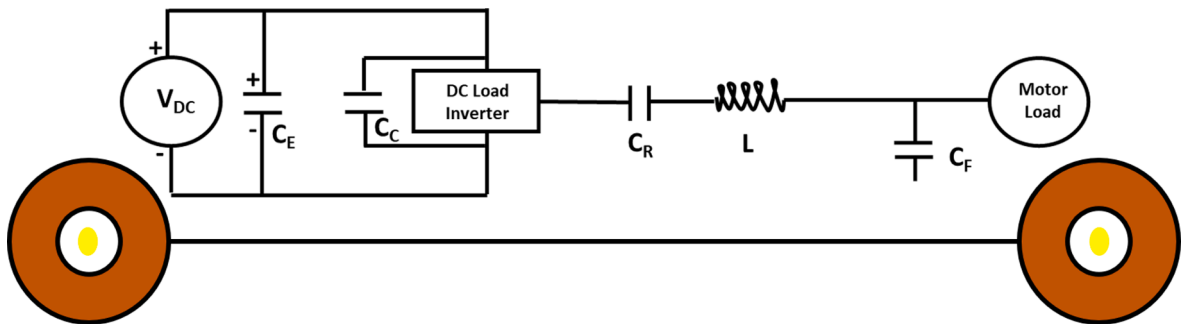 +
V_DC
-
+
-
C_E
C_C
DC Load
Inverter
C_R
L
C_F
Motor
Load